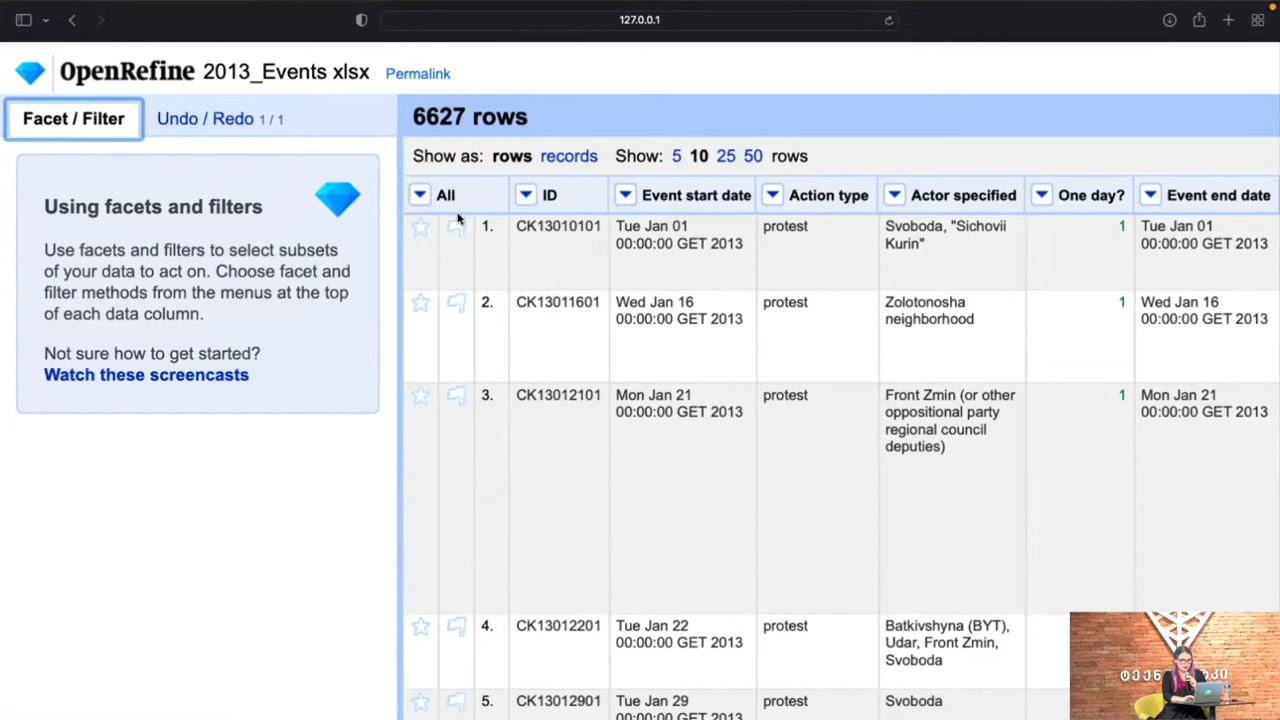 127.0.0.1
OpenRefine 2013_Events xlsx Permalink
Facet / Filter Undo / Redo 1 / 1
6627 rows
Show as: rows records Show: 5 10 25 50 rows
All ID Event start date Action type Actor specified One day? Event end date
Using facets and filters
Use facets and filters to select subsets
of your data to act on. Choose facet and
filter methods from the menus at the top
of each data column.
Not sure how to get started?
Watch these screencasts
1. CK13010101 Tue Jan 01 protest Svoboda, "Sichovii 1 Tue Jan 01
00:00:00 GET 2013 Kurin" 00:00:00 GET 2013
2. CK13011601 Wed Jan 16 protest Zolotonosha 1 Wed Jan 16
00:00:00 GET 2013 neighborhood 00:00:00 GET 2013
3. CK13012101 Mon Jan 21 protest Front Zmin (or other 1 Mon Jan 21
00:00:00 GET 2013 oppositional party 00:00:00 GET 2013
regional council
deputies)
4. CK13012201 Tue Jan 22 protest Batkivshyna (BYT),
00:00:00 GET 2013 Udar, Front Zmin,
Svoboda
5. CK13012901 Tue Jan 29 protest Svoboda
00:00:00 GET 2013